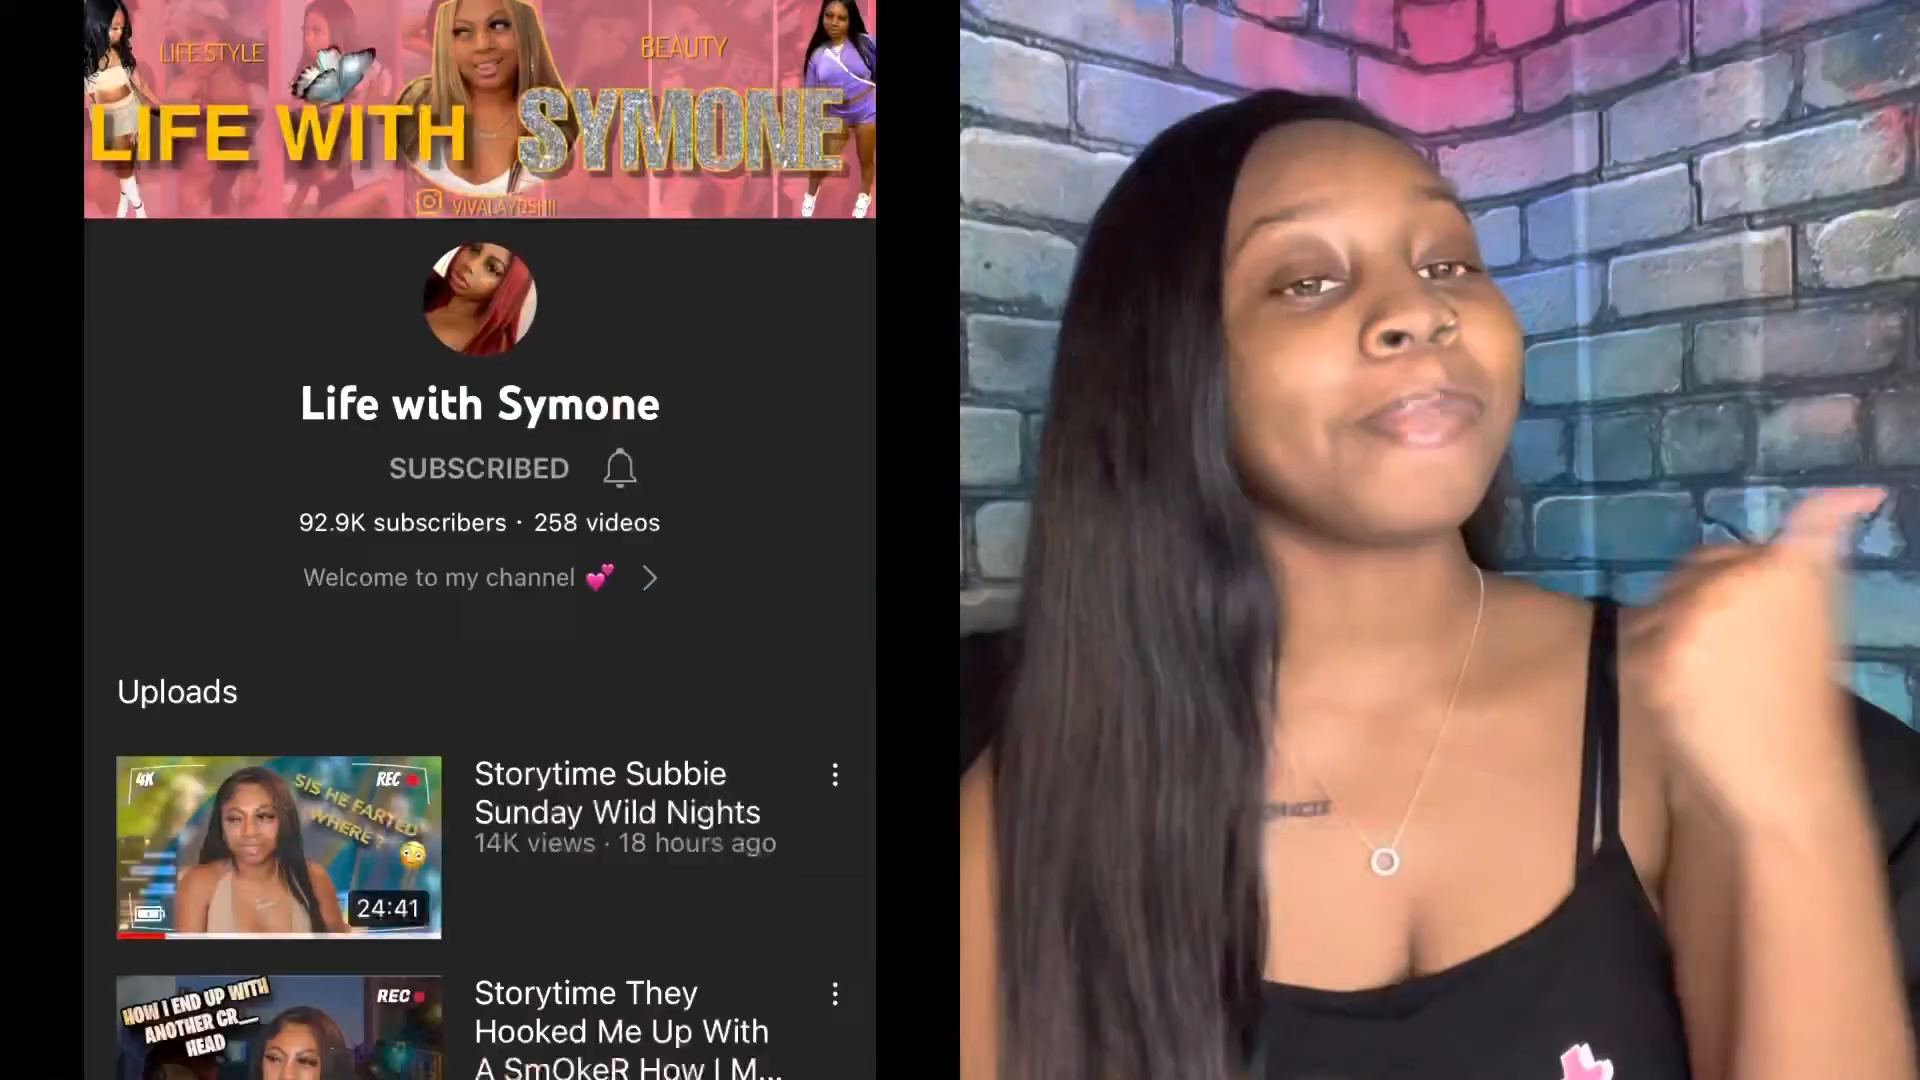 LIFE STYLE
BEAUTY
LIFE WITH SYMONE
VIVALAYOSHII
Life with Symone
SUBSCRIBED
92.9K subscribers · 258 videos
Welcome to my channel 💕
Uploads
4K
REC
SIS HE FARTED
WHERE ?
24:41
Storytime Subbie
Sunday Wild Nights
14K views · 18 hours ago
HOW I END UP WITH
ANOTHER CR__
HEAD
REC
Storytime They
Hooked Me Up With
A SmOkeR How I M...